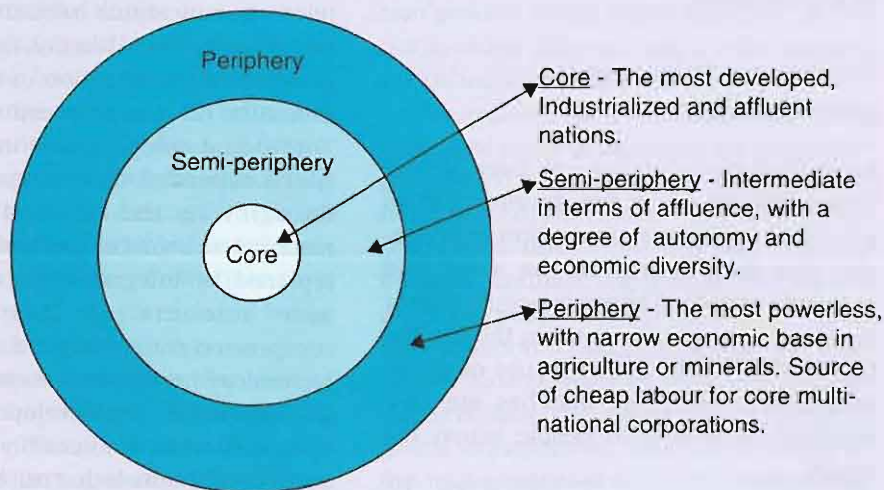 Periphery
Semi-periphery
Core
Core - The most developed,
Industrialized and affluent
nations.
Semi-periphery - Intermediate
in terms of affluence, with a
degree of autonomy and
economic diversity.
Periphery - The most powerless,
with narrow economic base in
agriculture or minerals. Source
of cheap labour for core multi-
national corporations.